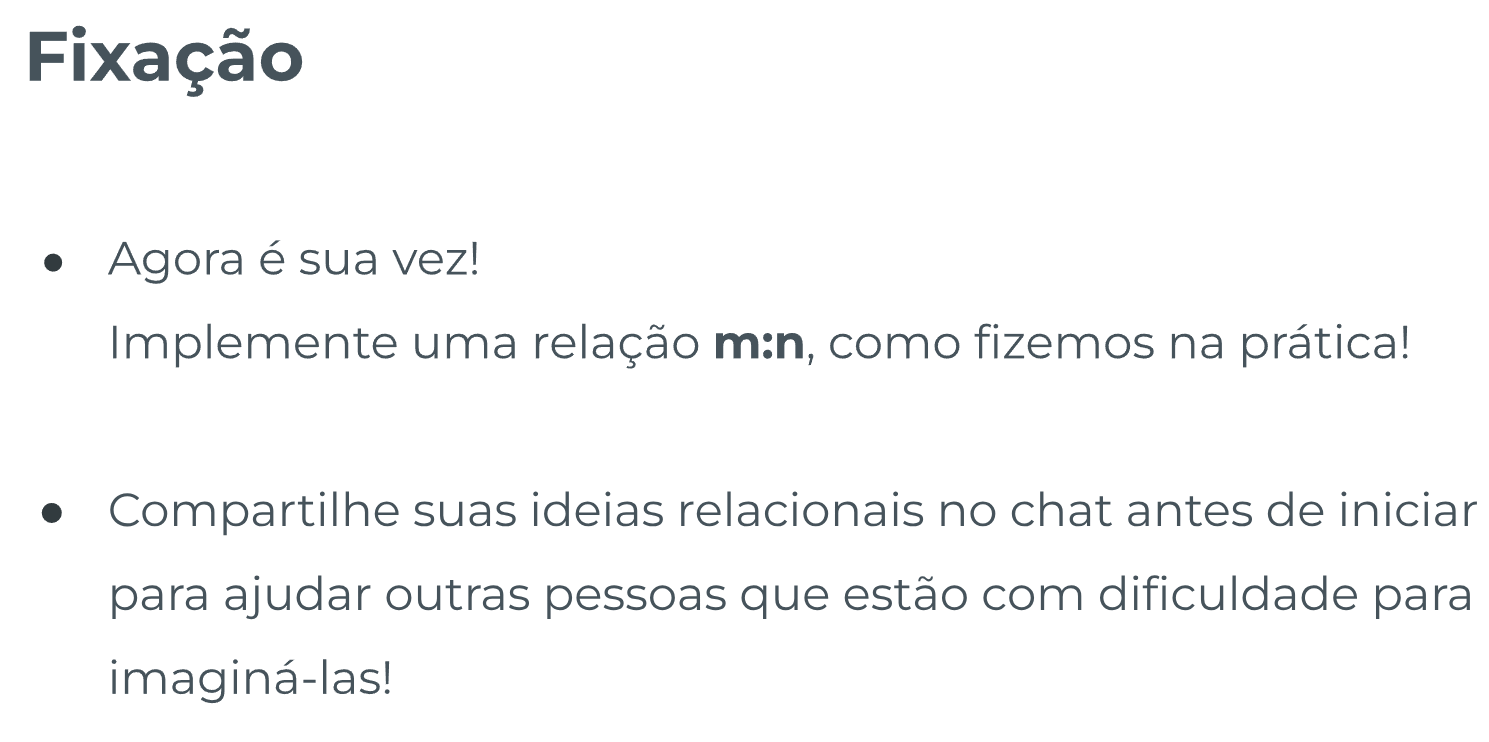 Fixação
● Agora é sua vez!
Implemente uma relação m:n, como fizemos na prática!
● Compartilhe suas ideias relacionais no chat antes de iniciar
para ajudar outras pessoas que estão com dificuldade para
imaginá-las!